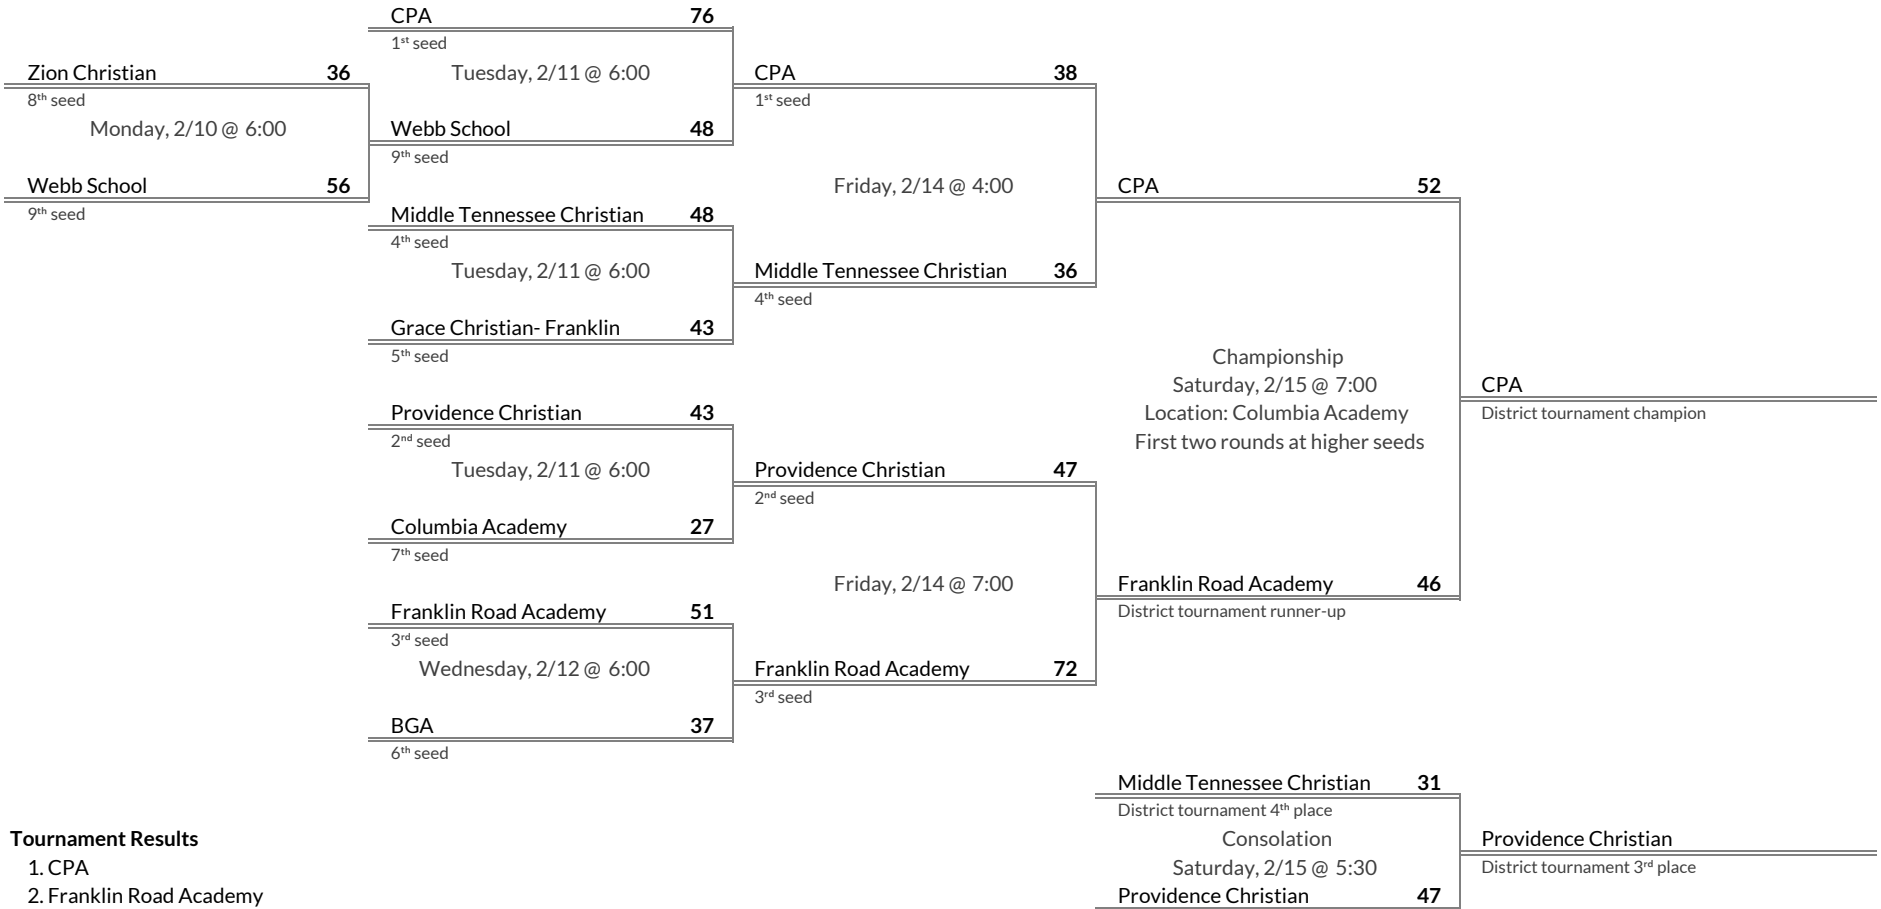 CPA 76
1st seed
Tuesday, 2/11 @ 6:00
Zion Christian 36
8th seed
Monday, 2/10 @ 6:00
Webb School 56
9th seed
Webb School 48
9th seed
CPA 38
1st seed
Friday, 2/14 @ 4:00
Middle Tennessee Christian 48
4th seed
Tuesday, 2/11 @ 6:00
Grace Christian- Franklin 43
5th seed
Middle Tennessee Christian 36
4th seed
CPA 52
Championship
Saturday, 2/15 @ 7:00
Location: Columbia Academy
First two rounds at higher seeds
CPA
District tournament champion
Providence Christian 43
2nd seed
Tuesday, 2/11 @ 6:00
Columbia Academy 27
7th seed
Providence Christian 47
2nd seed
Friday, 2/14 @ 7:00
Franklin Road Academy 51
3rd seed
Wednesday, 2/12 @ 6:00
BGA 37
6th seed
Franklin Road Academy 72
3rd seed
Franklin Road Academy 46
District tournament runner-up
Middle Tennessee Christian 31
District tournament 4th place
Consolation
Saturday, 2/15 @ 5:30
Providence Christian 47
Providence Christian
District tournament 3rd place
Tournament Results
1. CPA
2. Franklin Road Academy